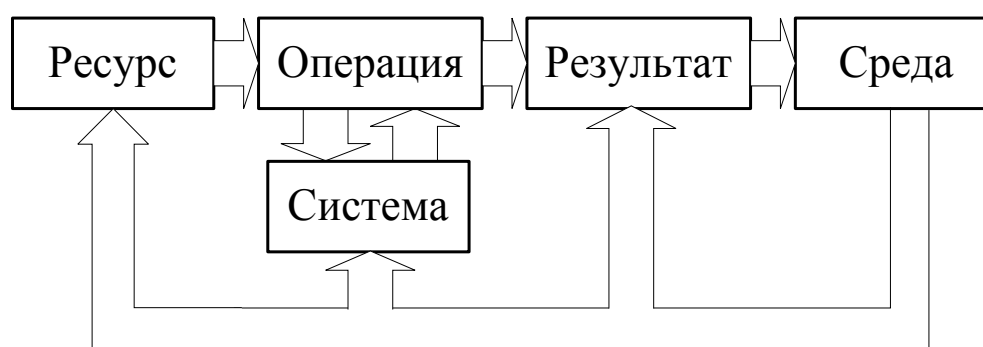 Ресурс
Операция
Результат
Среда
Система